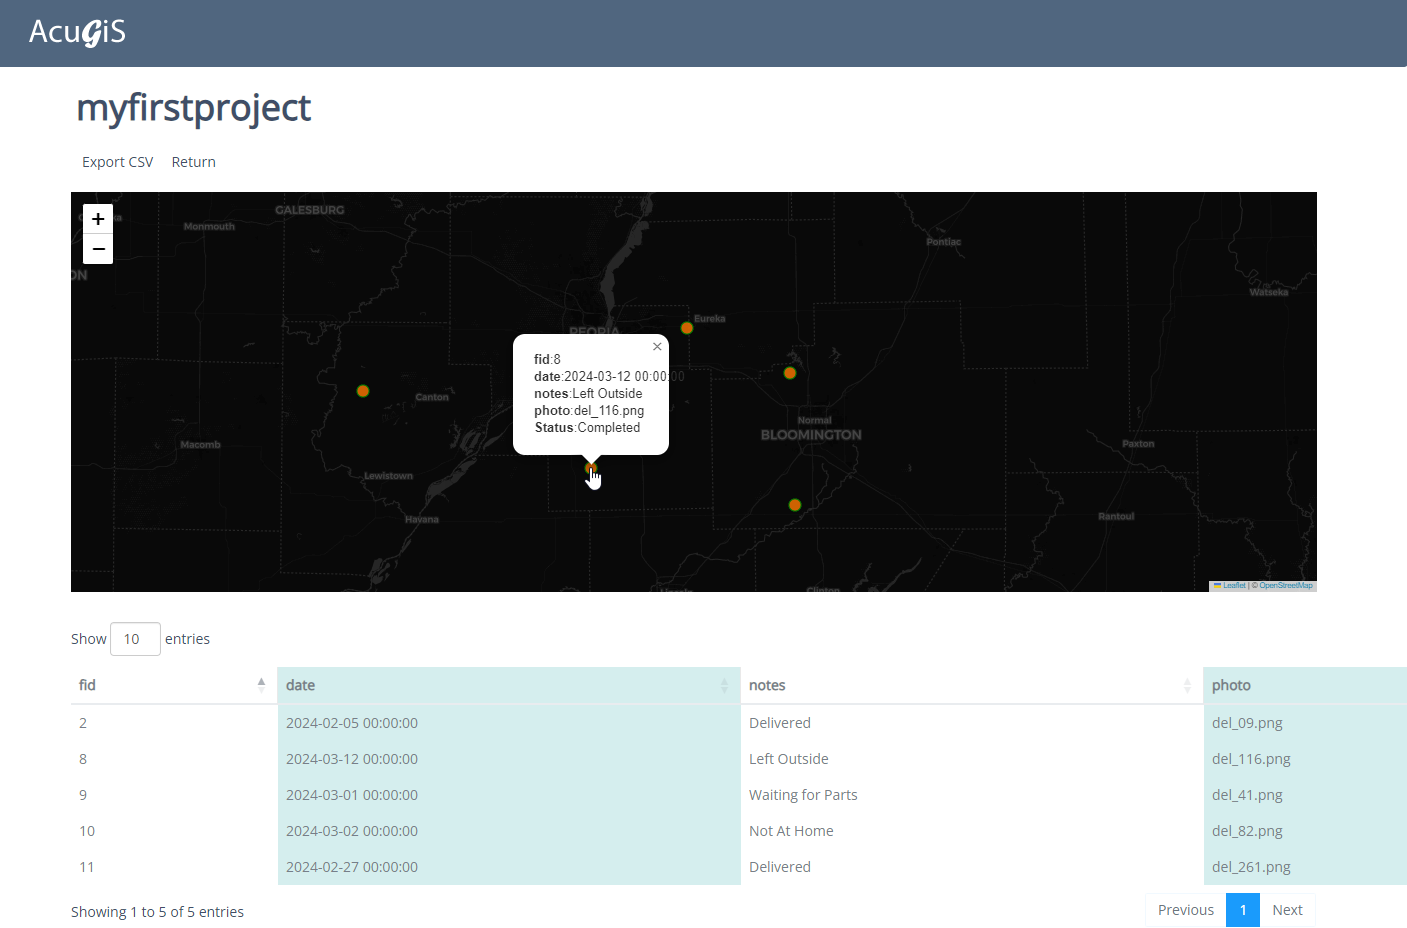 AcuGiS
myfirstproject
Export CSV Return
+
−
GALESBURG
Monmouth
Pontiac
ON
Watseka
Eureka
PEORIA
×
fid:8
date:2024-03-12 00:00:00
notes:Left Outside
photo:del_116.png
Status:Completed
Canton
Normal
BLOOMINGTON
Macomb
Paxton
Lewistown
Havana
Rantoul
Lincoln
Clinton
Leaflet | © OpenStreetMap
Show 10 entries
fid date notes photo
2 2024-02-05 00:00:00 Delivered del_09.png
8 2024-03-12 00:00:00 Left Outside del_116.png
9 2024-03-01 00:00:00 Waiting for Parts del_41.png
10 2024-03-02 00:00:00 Not At Home del_82.png
11 2024-02-27 00:00:00 Delivered del_261.png
Showing 1 to 5 of 5 entries
Previous 1 Next